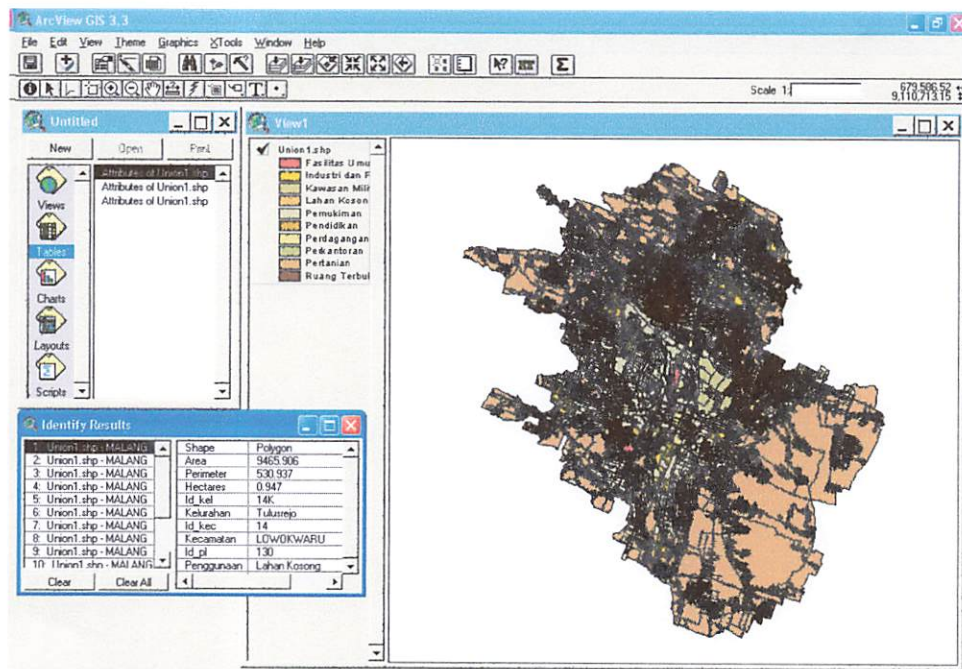 ArcView GIS 3.3
File Edit View Theme Graphics XTools Window Help
Scale 1:
679,586.52
9,110,713.15
Untitled
New Open Print
Views
Tables
Charts
Layouts
Scripts
Attributes of Union1.shp
Attributes of Union1.shp
Attributes of Union1.shp
View1
Union1.shp
Fasilitas Umu
Industri dan P
Kawasan Mili
Lahan Koson
Pemukiman
Pendidikan
Perdagangan
Perkantoran
Pertanian
Ruang Terbul
Identify Results
1: Union1.shp - MALANG
2: Union1.shp - MALANG
3: Union1.shp - MALANG
4: Union1.shp - MALANG
5: Union1.shp - MALANG
6: Union1.shp - MALANG
7: Union1.shp - MALANG
8: Union1.shp - MALANG
9: Union1.shp - MALANG
10: Union1.shp - MALANG
Clear Clear All
Shape Polygon
Area 9465.906
Perimeter 530.937
Hectares 0.947
Id_kel 14K
Kelurahan Tulusrejo
Id_kec 14
Kecamatan LOWOKWARU
Id_pl 130
Penggunaan Lahan Kosong